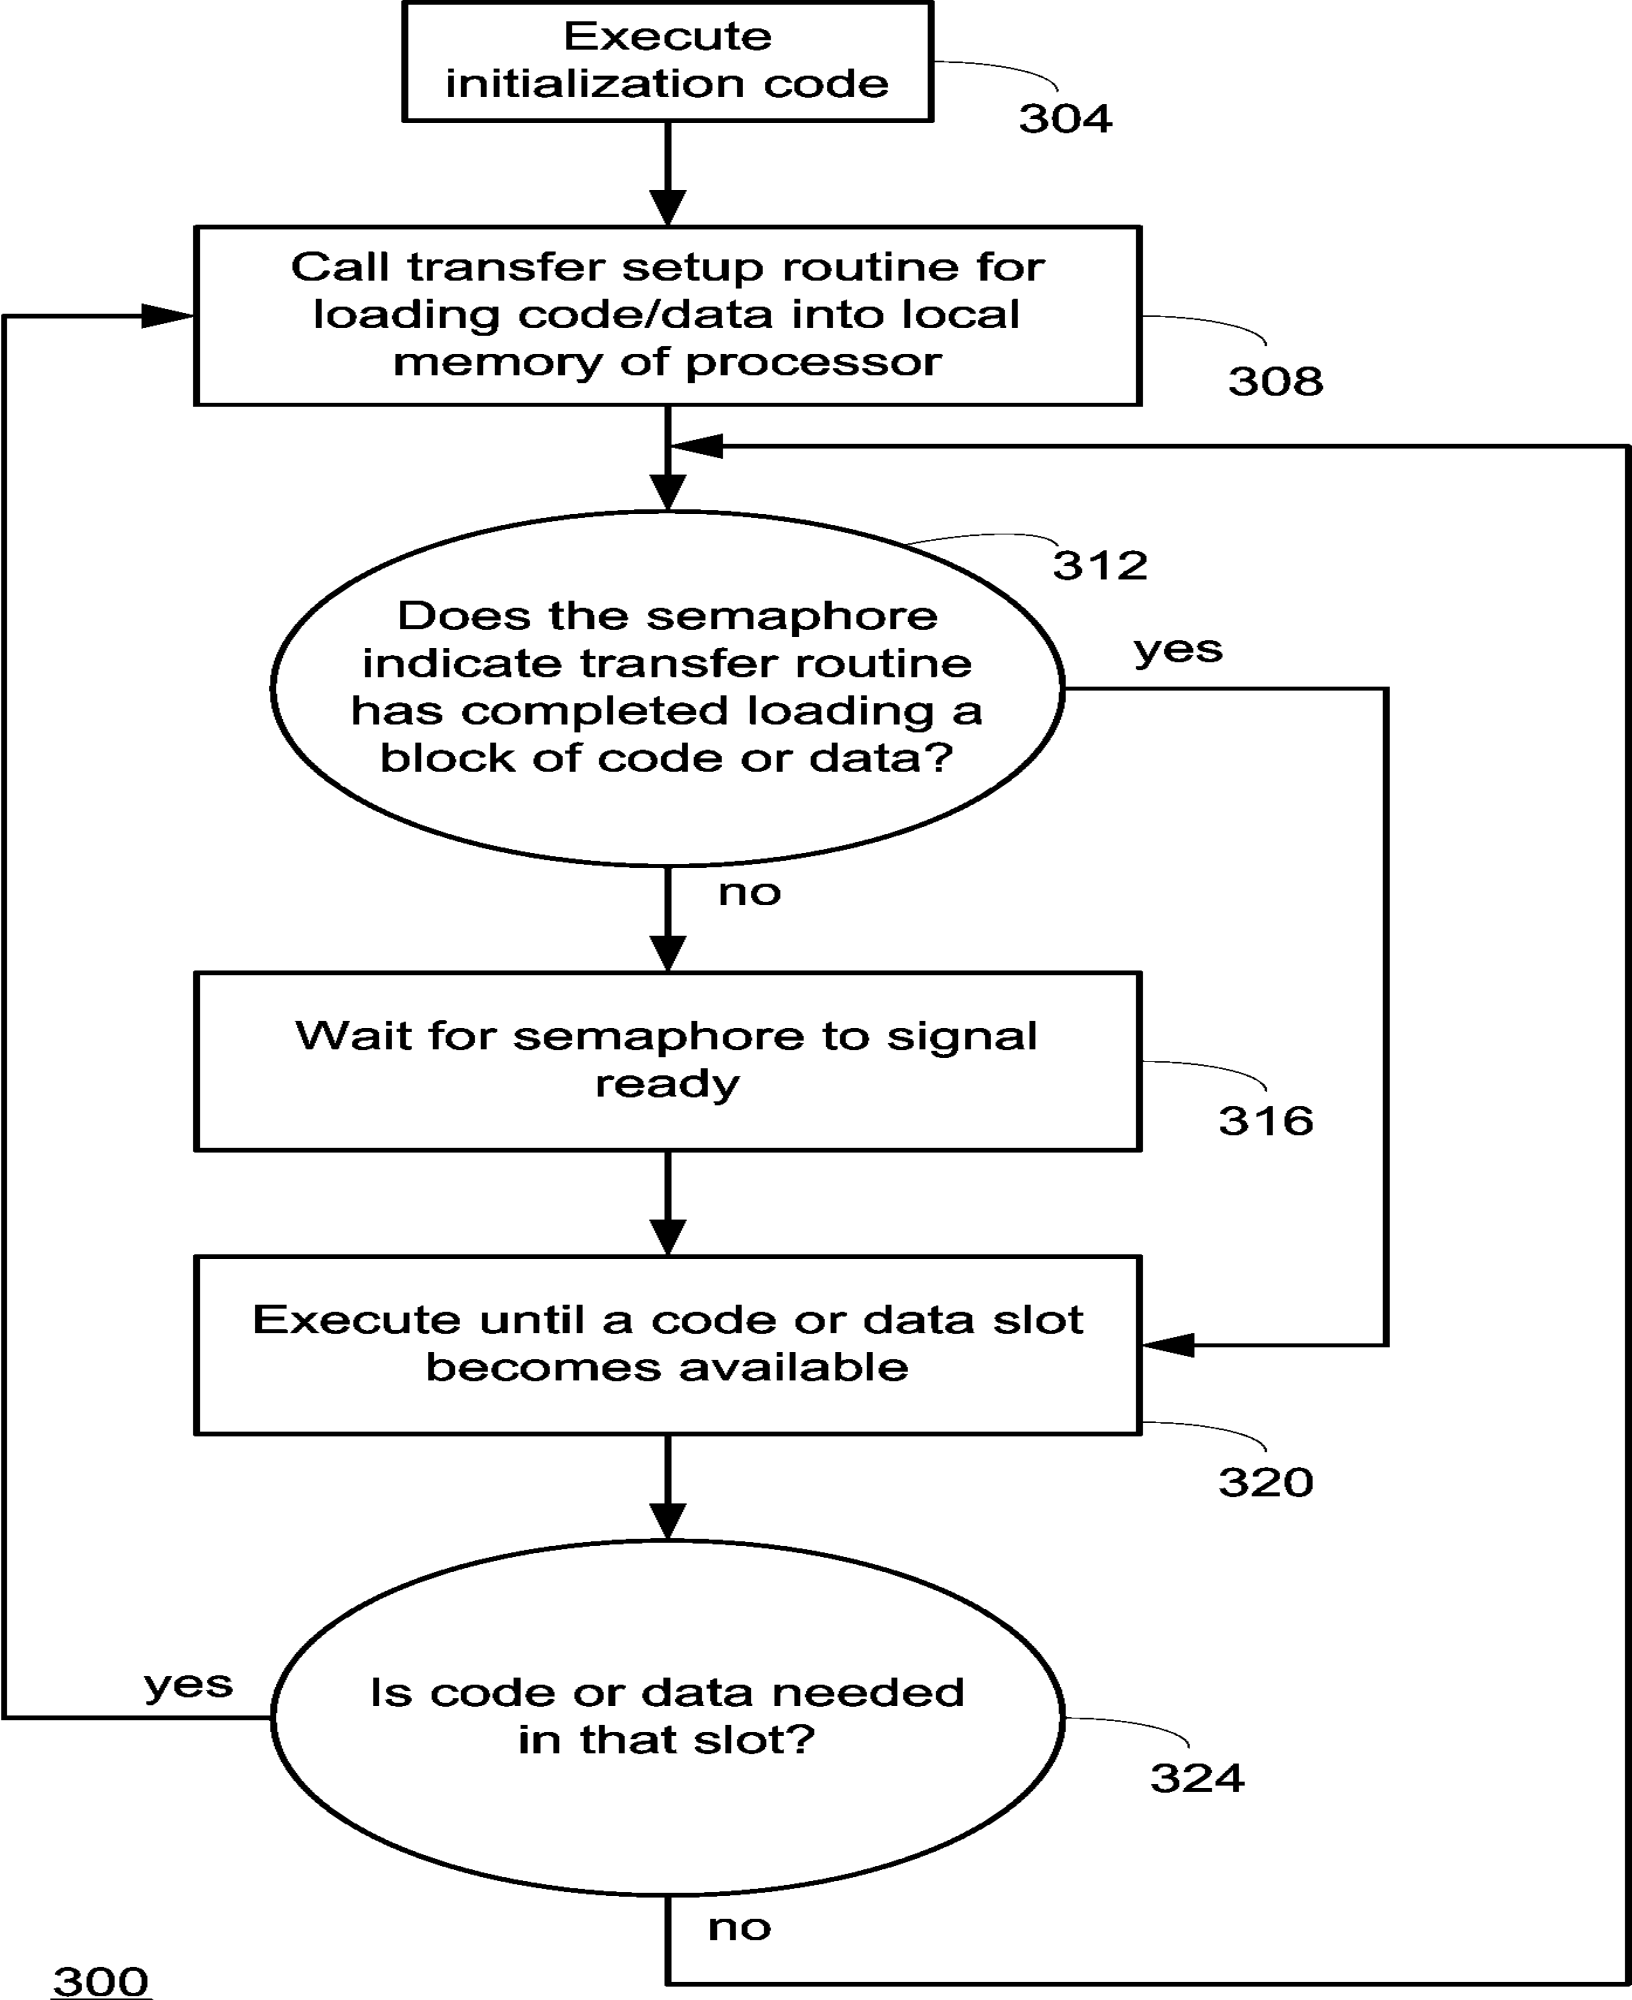 Execute
initialization code
304
Call transfer setup routine for
loading code/data into local
memory of processor
308
312
Does the semaphore
indicate transfer routine
has completed loading a
block of code or data?
yes
no
Wait for semaphore to signal
ready
316
Execute until a code or data slot
becomes available
320
yes
Is code or data needed
in that slot?
324
no
300